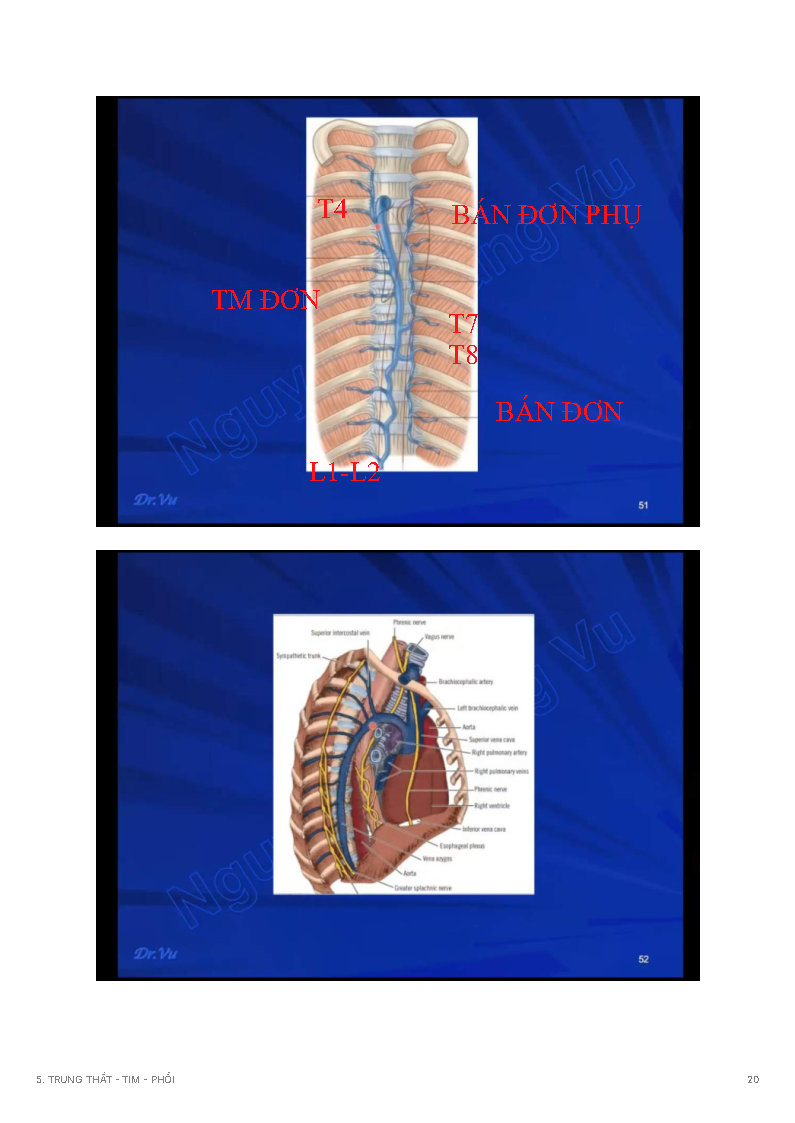 T4
BÁN ĐƠN PHỤ
TM ĐƠN
T7
T8
BÁN ĐƠN
L1-L2
Dr.Vu
51
Phrenic nerve
Superior intercostal vein
Vagus nerve
Sympathetic trunk
Brachiocephalic artery
Left brachiocephalic vein
Aorta
Superior vena cava
Right pulmonary artery
Right pulmonary veins
Phrenic nerve
Right ventricle
Inferior vena cava
Esophageal plexus
Vena azygos
Aorta
Greater splachnic nerve
Dr.Vu
52
5. TRUNG THẤT - TIM - PHỔI
20